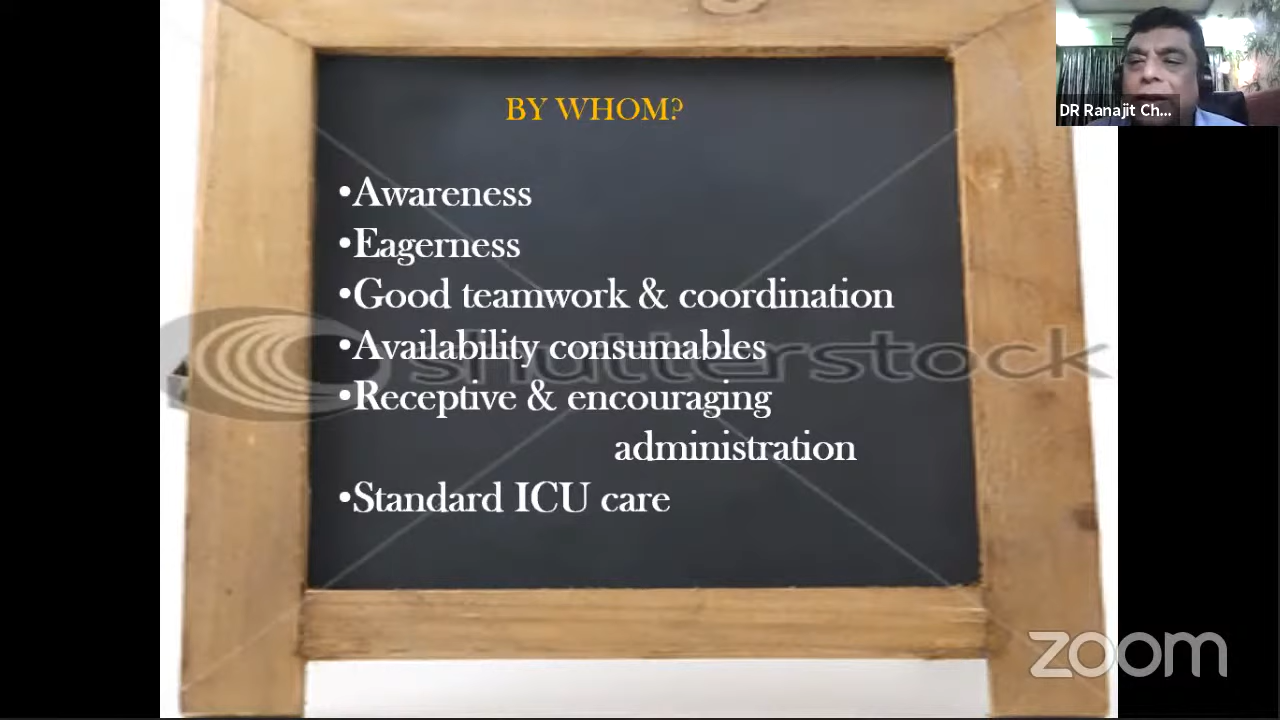 BY WHOM?
DR Ranajit Ch...
•Awareness
•Eagerness
•Good teamwork & coordination
•Availability consumables
•Receptive & encouraging
administration
•Standard ICU care
shutterstock
zoom